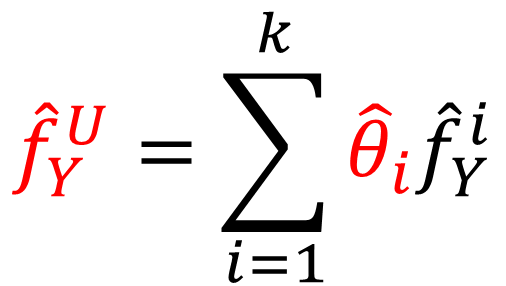 f̂_Y^U = ∑_{i=1}^{k} θ̂_i f̂_Y^i